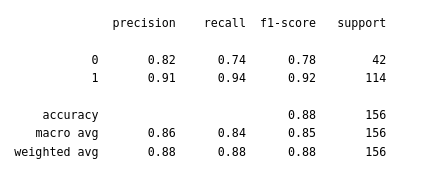 precision recall f1-score support
0 0.82 0.74 0.78 42
1 0.91 0.94 0.92 114
accuracy 0.88 156
macro avg 0.86 0.84 0.85 156
weighted avg 0.88 0.88 0.88 156